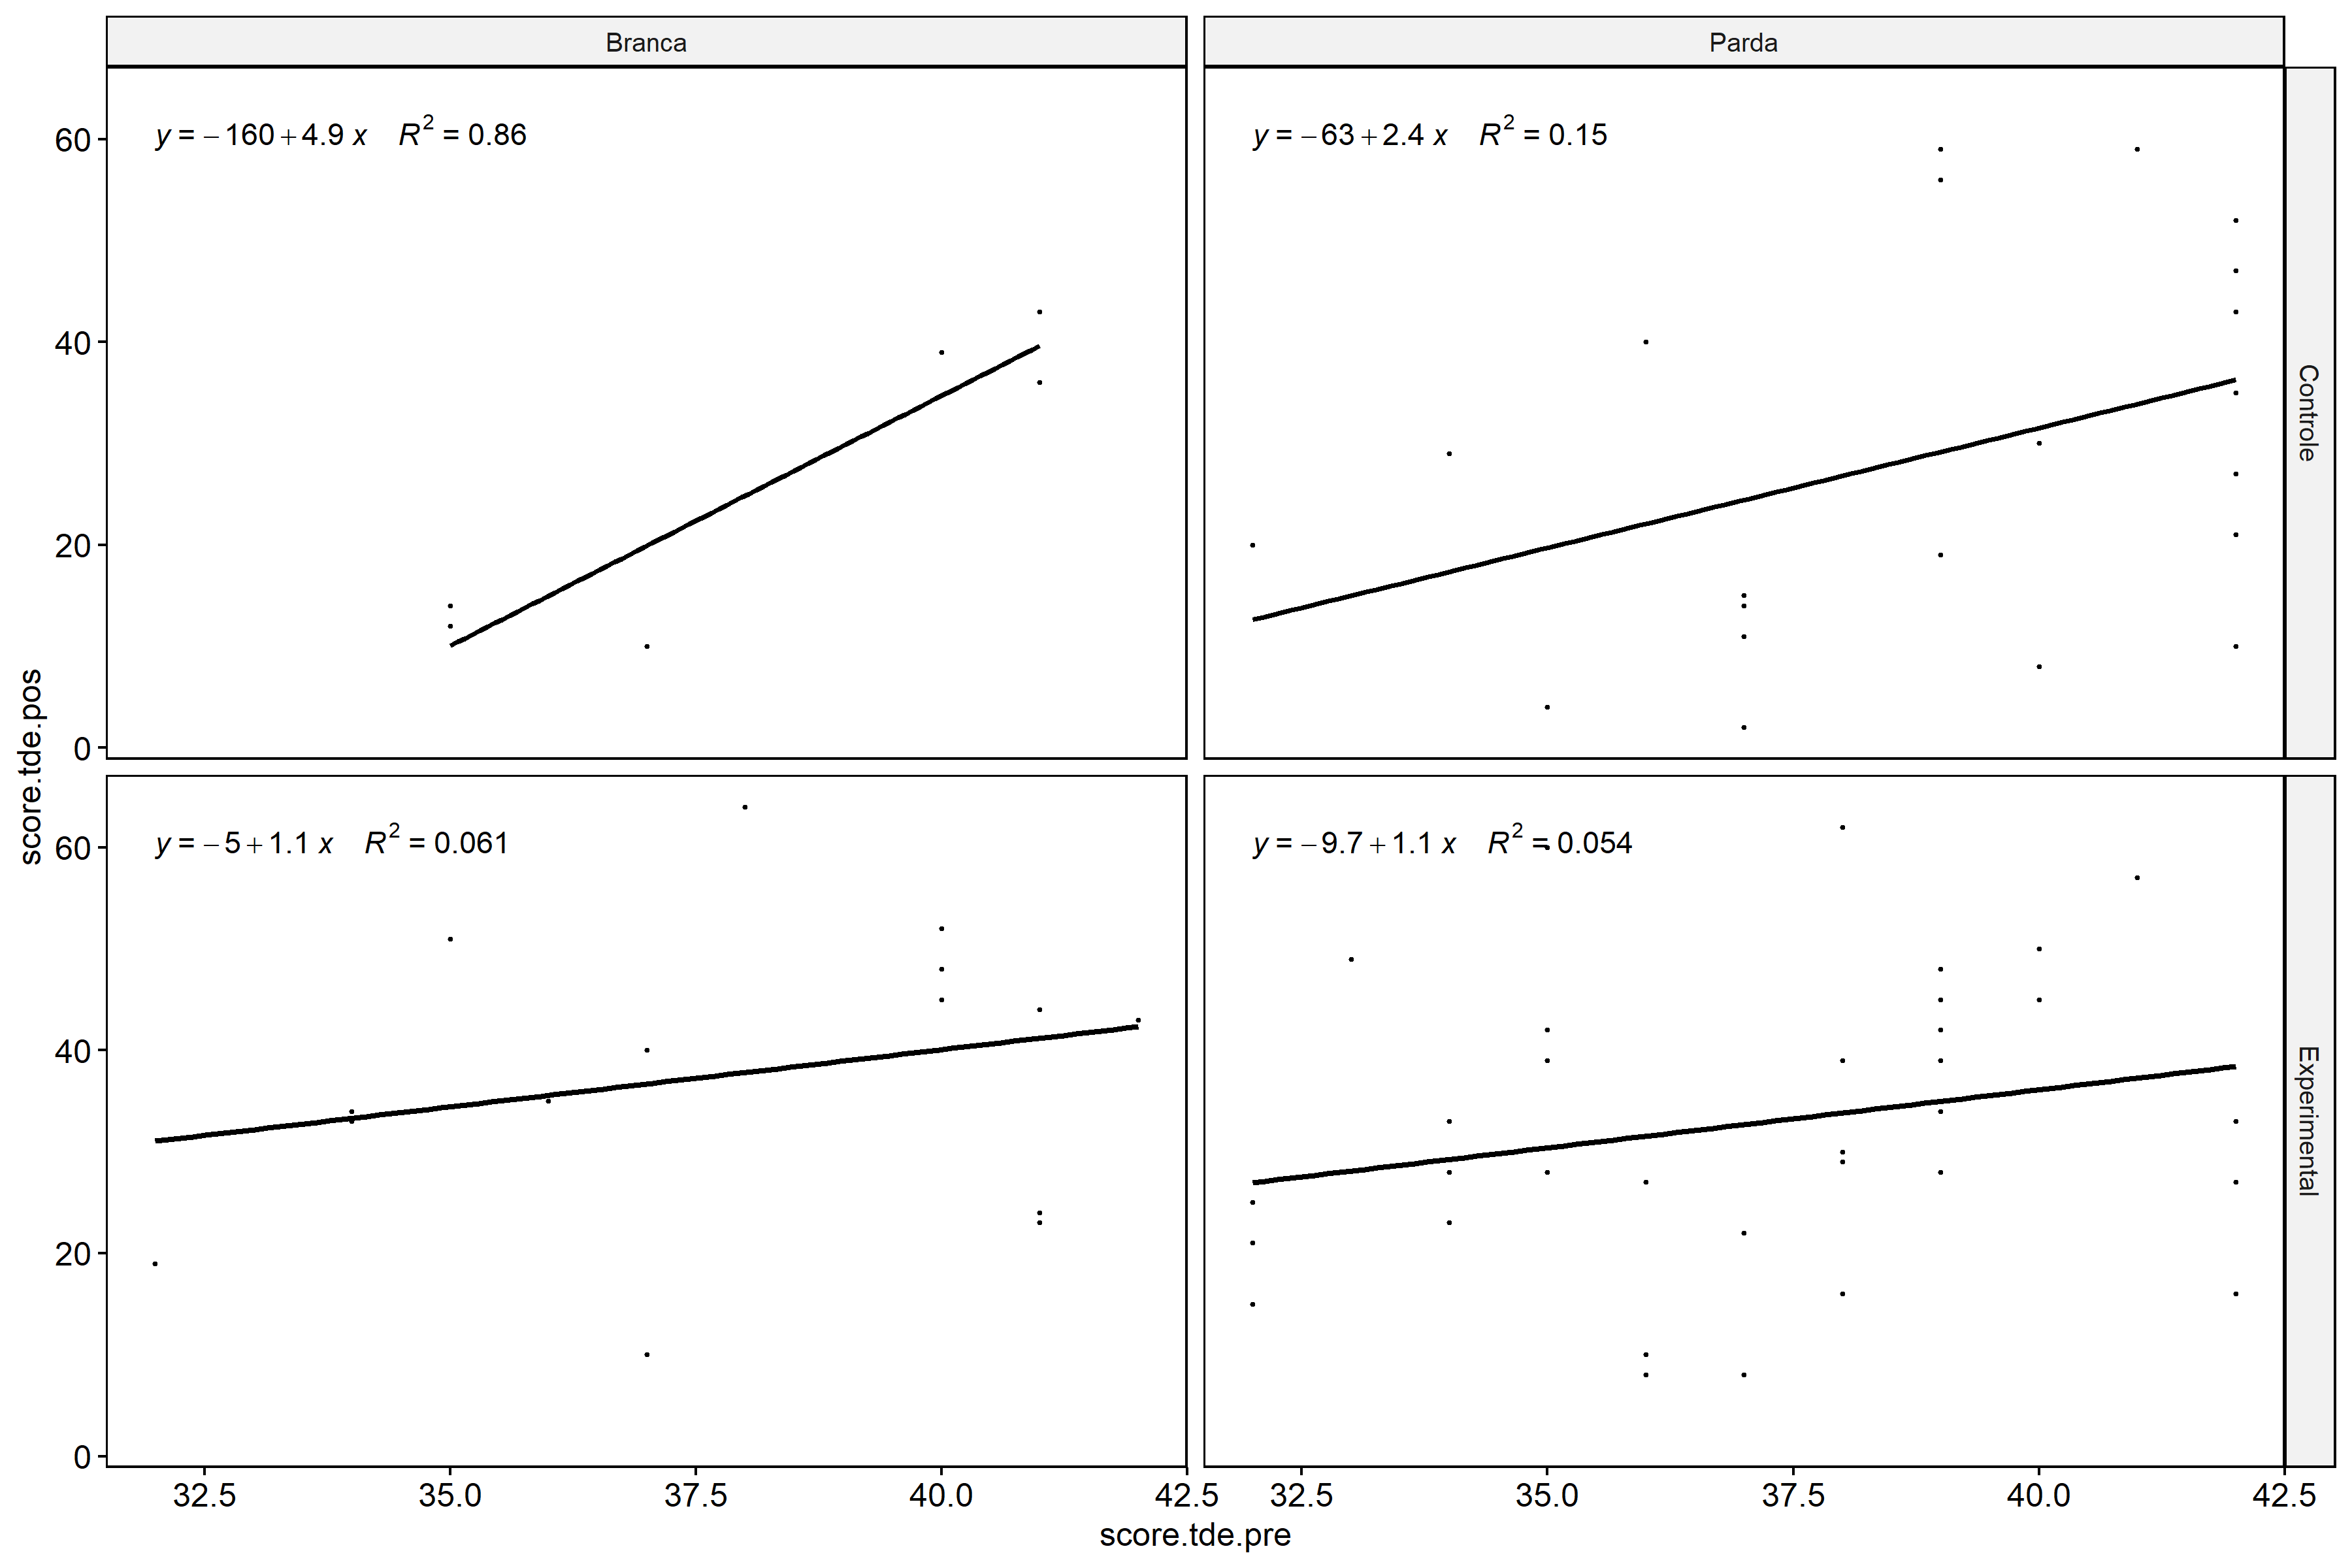 Branca
Parda
y = −160 + 4.9 x R² = 0.86
y = −63 + 2.4 x R² = 0.15
60
40
20
0
Controle
y = −5 + 1.1 x R² = 0.061
y = −9.7 + 1.1 x R² = 0.054
60
40
20
0
Experimental
score.tde.pos
32.5 35.0 37.5 40.0 42.5 32.5 35.0 37.5 40.0 42.5
score.tde.pre